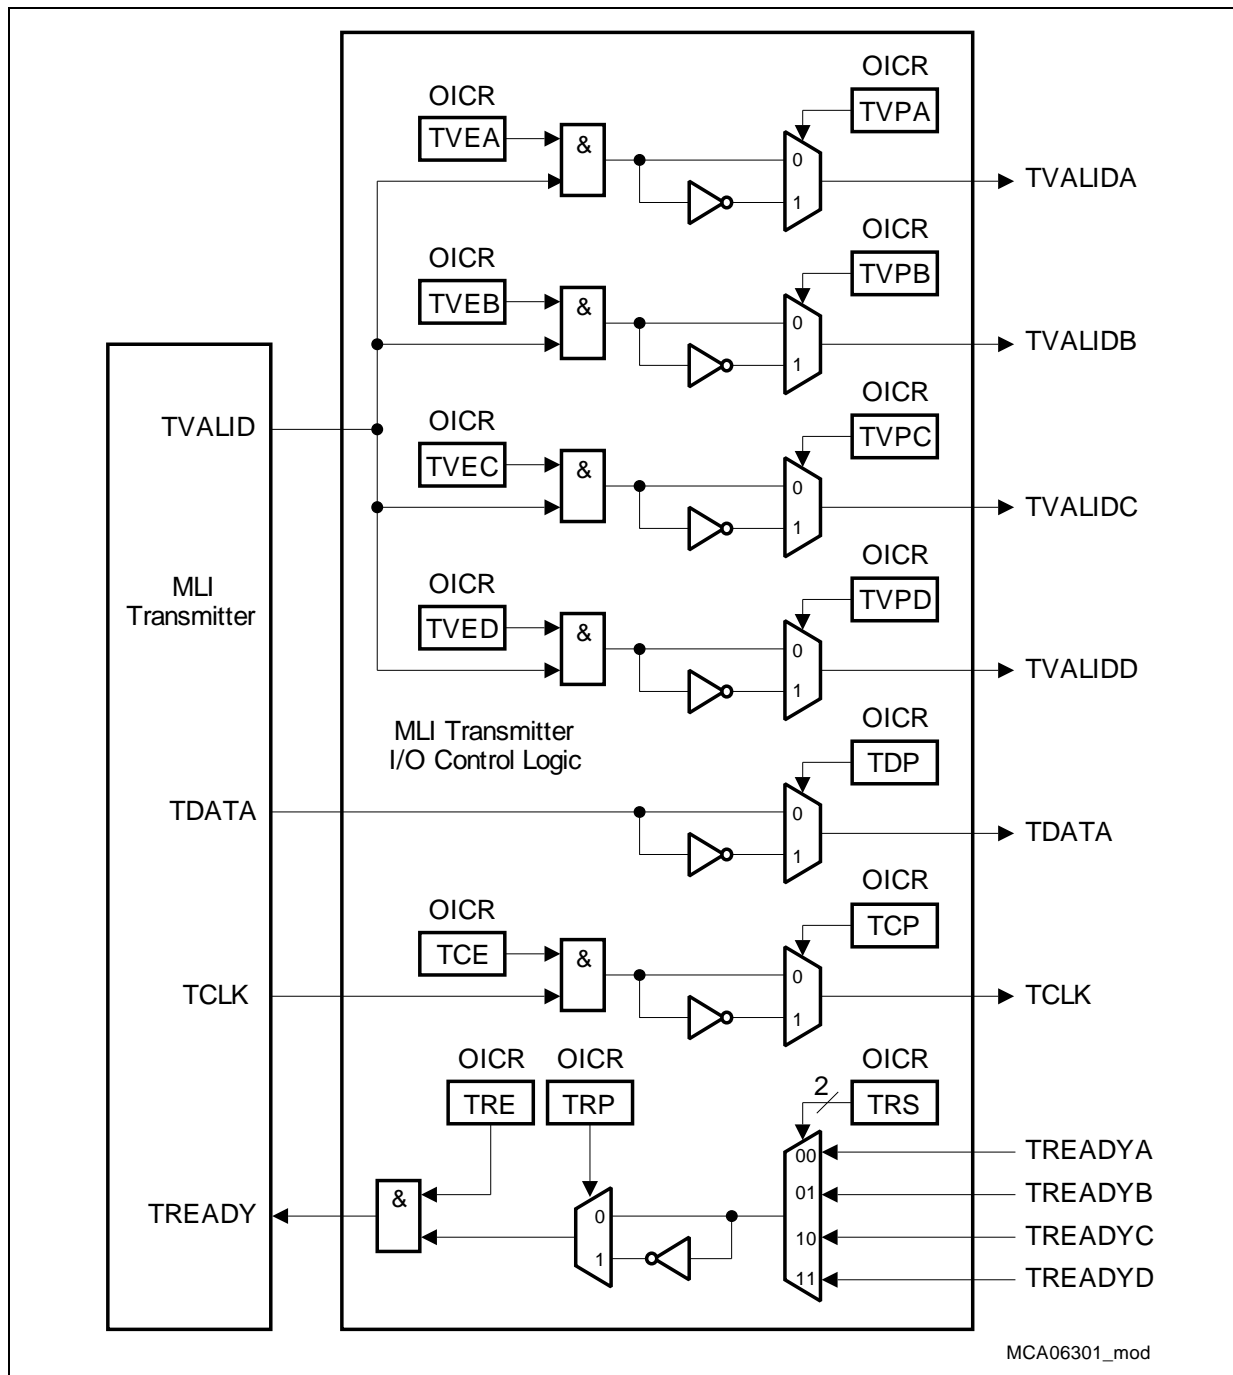 OICR
TVPA
OICR
TVEA
&
0
1
TVALIDA
OICR
TVPB
OICR
TVEB
&
0
1
TVALIDB
OICR
TVPC
TVALID
OICR
TVEC
&
0
1
TVALIDC
OICR
TVPD
MLI
Transmitter
OICR
TVED
&
0
1
TVALIDD
MLI Transmitter
I/O Control Logic
OICR
TDP
TDATA
0
1
TDATA
OICR
TCP
OICR
TCE
&
0
1
TCLK
TCLK
OICR
TRE
OICR
TRP
OICR
2
TRS
00
01
10
11
TREADYA
TREADYB
TREADYC
TREADYD
TREADY
&
0
1
MCA06301_mod